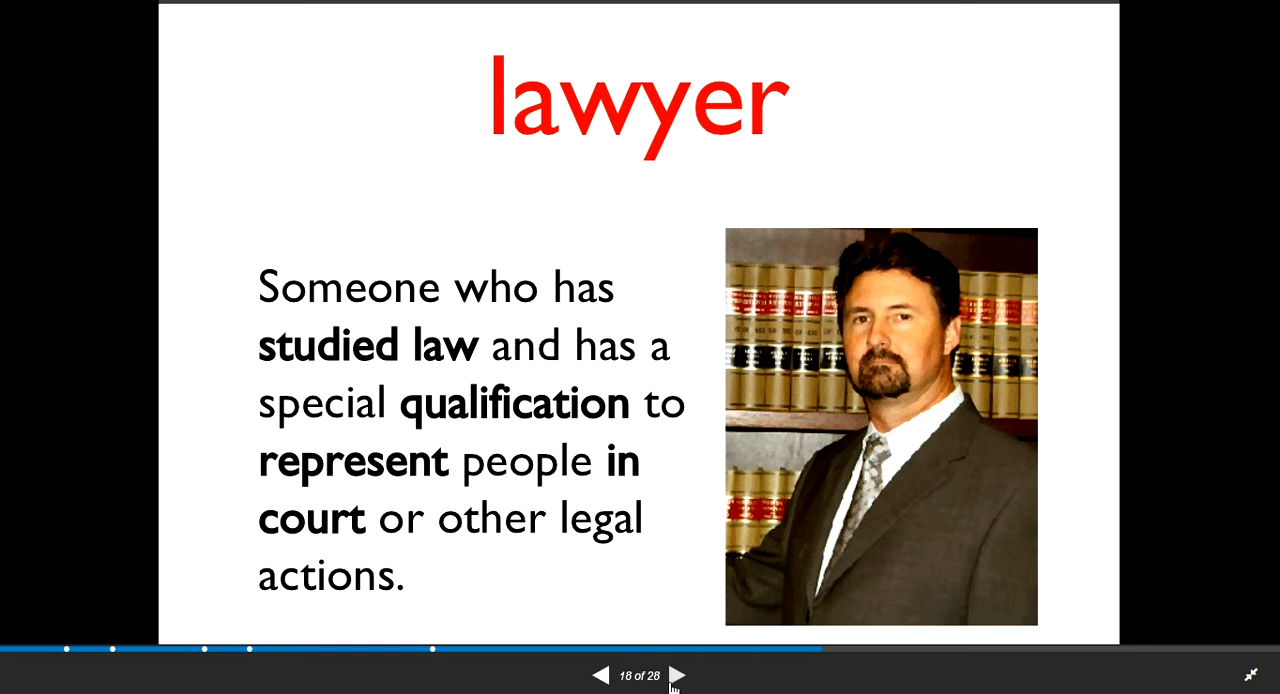 lawyer
Someone who has
studied law and has a
special qualification to
represent people in
court or other legal
actions.
18 of 28